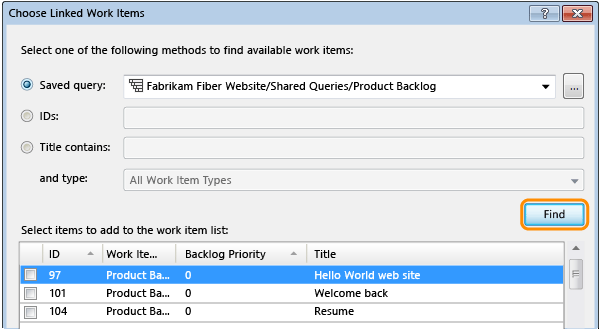 Choose Linked Work Items
?
Select one of the following methods to find available work items:
Saved query: Fabrikam Fiber Website/Shared Queries/Product Backlog ...
IDs:
Title contains:
and type: All Work Item Types
Find
Select items to add to the work item list:
ID Work Ite... Backlog Priority Title
97 Product Ba... 0 Hello World web site
101 Product Ba... 0 Welcome back
104 Product Ba... 0 Resume